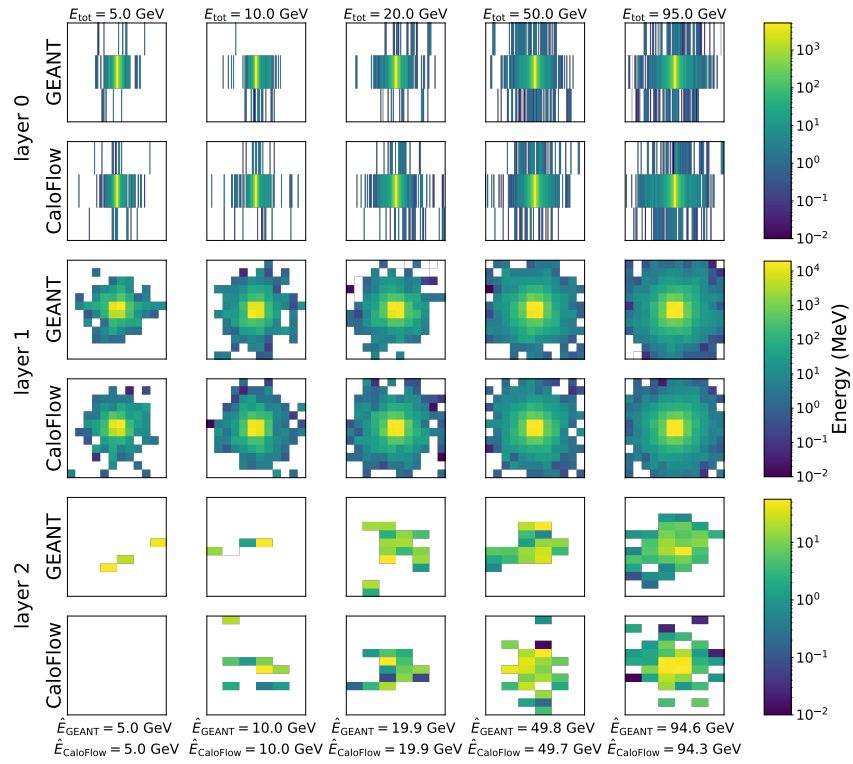 E_tot = 5.0 GeV E_tot = 10.0 GeV E_tot = 20.0 GeV E_tot = 50.0 GeV E_tot = 95.0 GeV
layer 0
GEANT
CaloFlow
10^3
10^2
10^1
10^0
10^−1
10^−2
layer 1
GEANT
CaloFlow
10^4
10^3
10^2
10^1
10^0
10^−1
10^−2
Energy (MeV)
layer 2
GEANT
CaloFlow
10^1
10^0
10^−1
10^−2
Ê_GEANT = 5.0 GeV Ê_GEANT = 10.0 GeV Ê_GEANT = 19.9 GeV Ê_GEANT = 49.8 GeV Ê_GEANT = 94.6 GeV
Ê_CaloFlow = 5.0 GeV Ê_CaloFlow = 10.0 GeV Ê_CaloFlow = 19.9 GeV Ê_CaloFlow = 49.7 GeV Ê_CaloFlow = 94.3 GeV